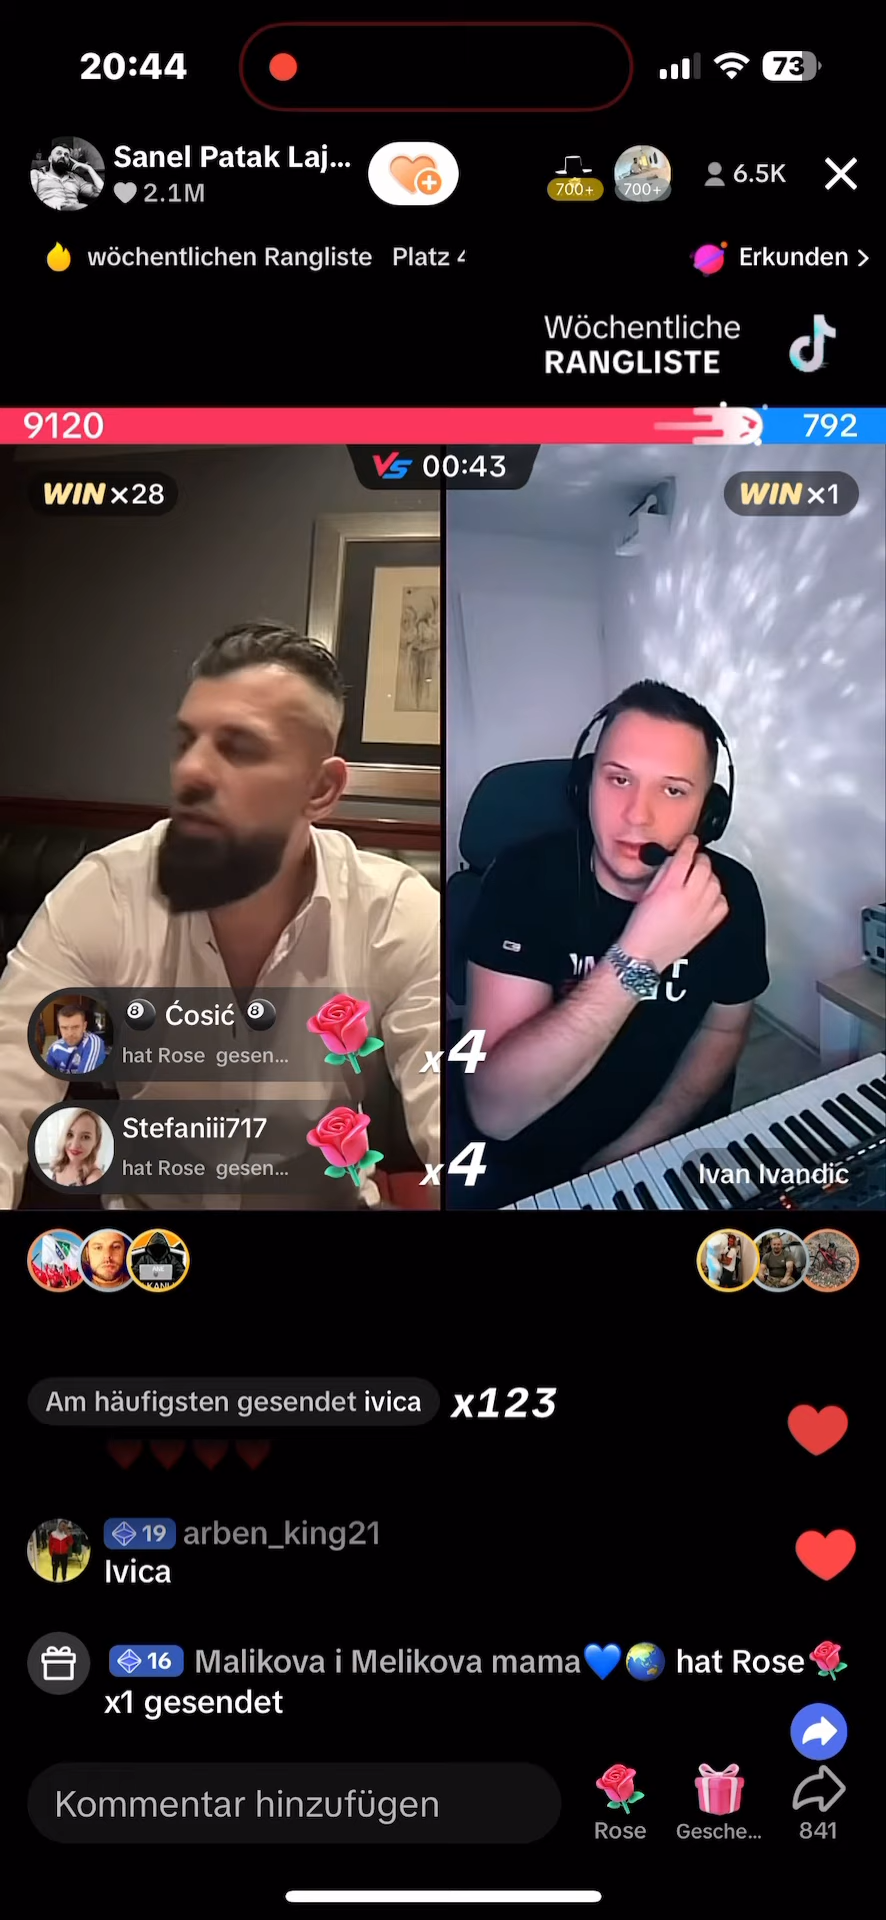 20:44
73
Sanel Patak Laj...
2.1M
700+
700+
6.5K
wöchentlichen Rangliste Platz
Erkunden >
Wöchentliche
RANGLISTE
9120
792
VS 00:43
WIN x28
WIN x1
8 Ćosić 8
hat Rose gesen...
x4
Stefaniii717
hat Rose gesen...
x4
Ivan Ivandic
Am häufigsten gesendet ivica x123
19 arben_king21
Ivica
16 Malikova i Melikova mama💙🌏 hat Rose🌹
x1 gesendet
Kommentar hinzufügen
Rose
Gesche...
841